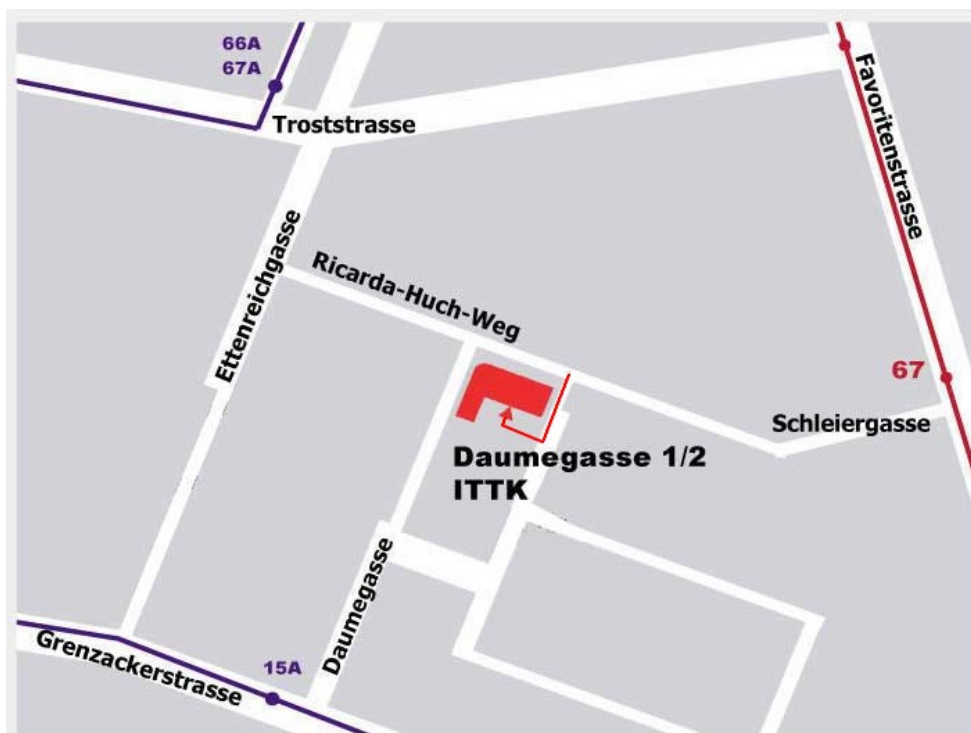 66A
67A
Troststrasse
Favoritenstrasse
Ettenreichgasse
Ricarda-Huch-Weg
67
Schleiergasse
Daumegasse 1/2
ITTK
Daumegasse
Grenzackerstrasse
15A